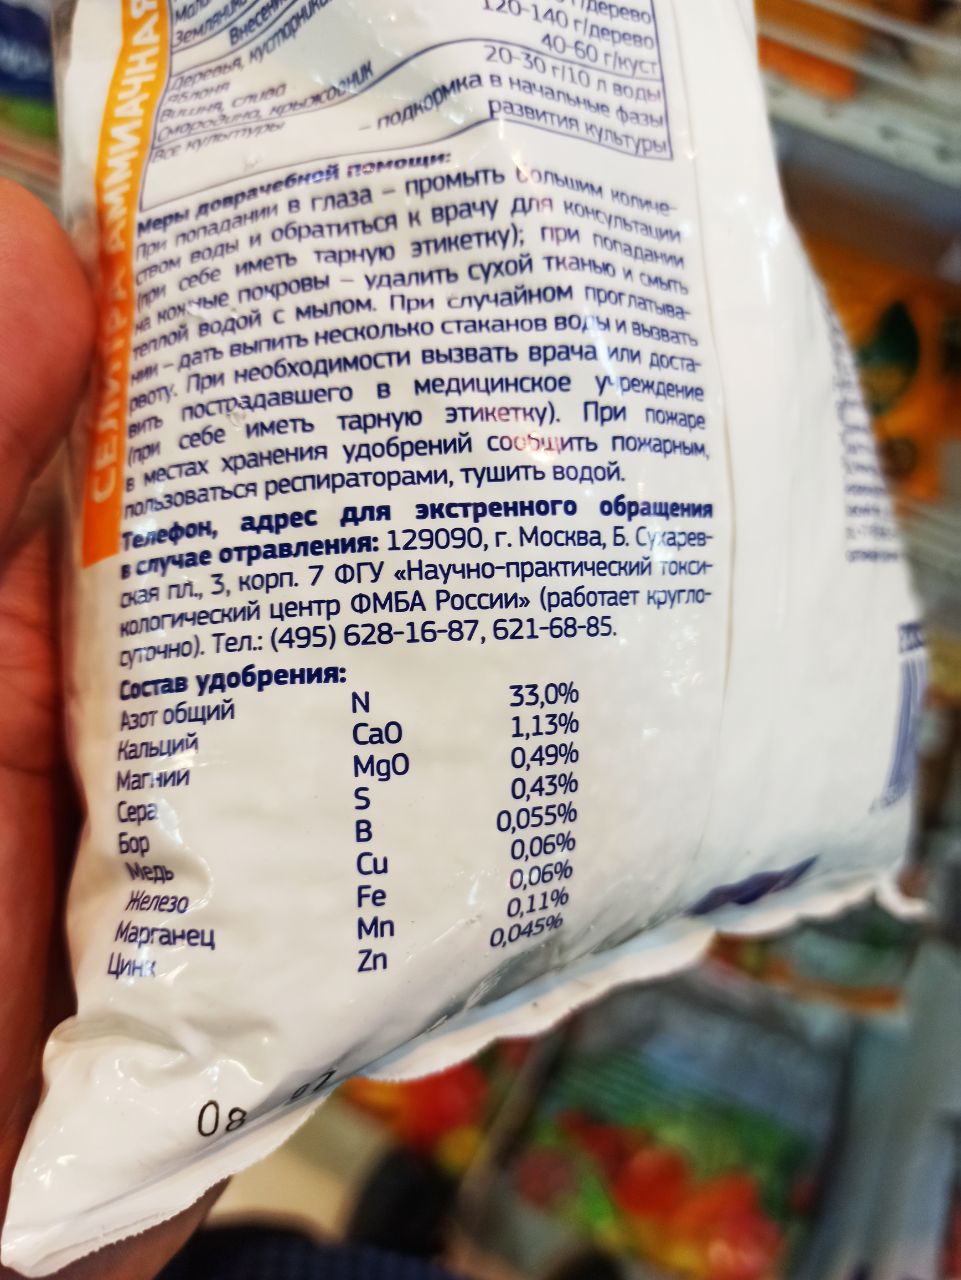 СЕЛИТРА АММИАЧНАЯ
г/дерево
120-140 г/дерево
40-60 г/куст
20-30 г/10 л воды
Деревья, кустарники
Яблоня
Вишня, слива
Смородина, крыжовник
Все культуры
– подкормка в начальные фазы
развития культуры
Меры доврачебной помощи:
При попадании в глаза – промыть большим количе-
ством воды и обратиться к врачу для консультации
(при себе иметь тарную этикетку); при попадании
на кожные покровы – удалить сухой тканью и смыть
теплой водой с мылом. При случайном проглатыва-
нии – дать выпить несколько стаканов воды и вызвать
рвоту. При необходимости вызвать врача или доста-
вить пострадавшего в медицинское учреждение
(при себе иметь тарную этикетку). При пожаре
в местах хранения удобрений сообщить пожарным,
пользоваться респираторами, тушить водой.
Телефон, адрес для экстренного обращения
в случае отравления: 129090, г. Москва, Б. Сухарев-
ская пл., 3, корп. 7 ФГУ «Научно-практический токси-
кологический центр ФМБА России» (работает кругло-
суточно). Тел.: (495) 628-16-87, 621-68-85.
Состав удобрения:
Азот общий N 33,0%
Кальций CaO 1,13%
Магний MgO 0,49%
Сера S 0,43%
Бор B 0,055%
Медь Cu 0,06%
Железо Fe 0,06%
Марганец Mn 0,11%
Цинк Zn 0,045%
08 07